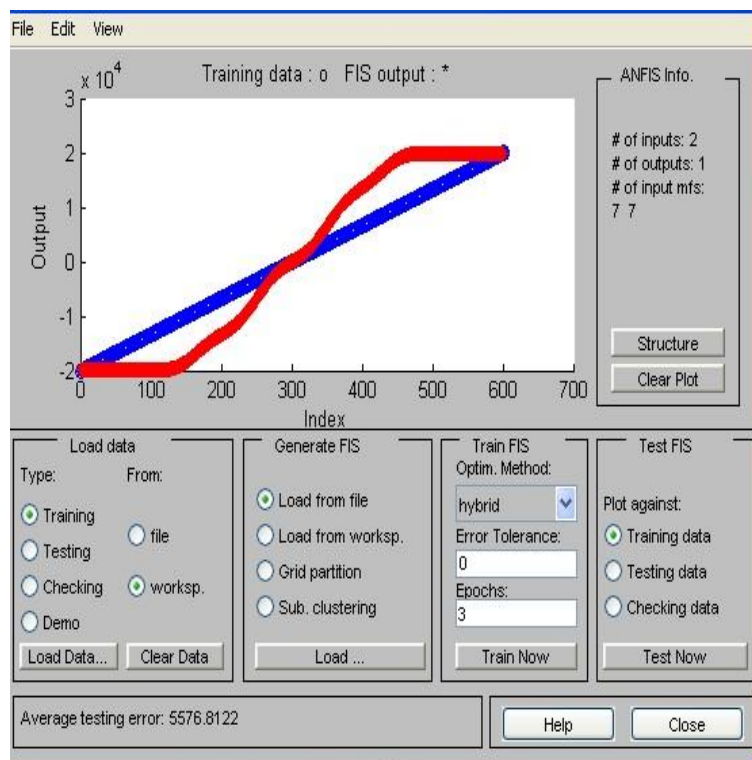 File Edit View
x 10^4
Training data : o FIS output : *
3
2
1
0
-1
-2
Output
0 100 200 300 400 500 600 700
Index
ANFIS Info.
# of inputs: 2
# of outputs: 1
# of input mfs:
7 7
Structure
Clear Plot
Load data
Type: From:
Training
Testing
Checking
Demo
file
worksp.
Load Data... Clear Data
Generate FIS
Load from file
Load from worksp.
Grid partition
Sub. clustering
Load ...
Train FIS
Optim. Method:
hybrid
Error Tolerance:
0
Epochs:
3
Train Now
Test FIS
Plot against:
Training data
Testing data
Checking data
Test Now
Average testing error: 5576.8122
Help Close